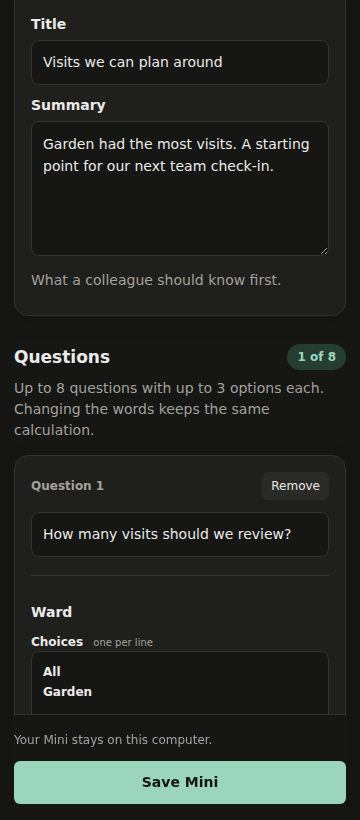 Title
Visits we can plan around
Summary
Garden had the most visits. A starting
point for our next team check-in.
What a colleague should know first.
Questions
1 of 8
Up to 8 questions with up to 3 options each.
Changing the words keeps the same
calculation.
Question 1
Remove
How many visits should we review?
Ward
Choices one per line
All
Garden
Your Mini stays on this computer.
Save Mini